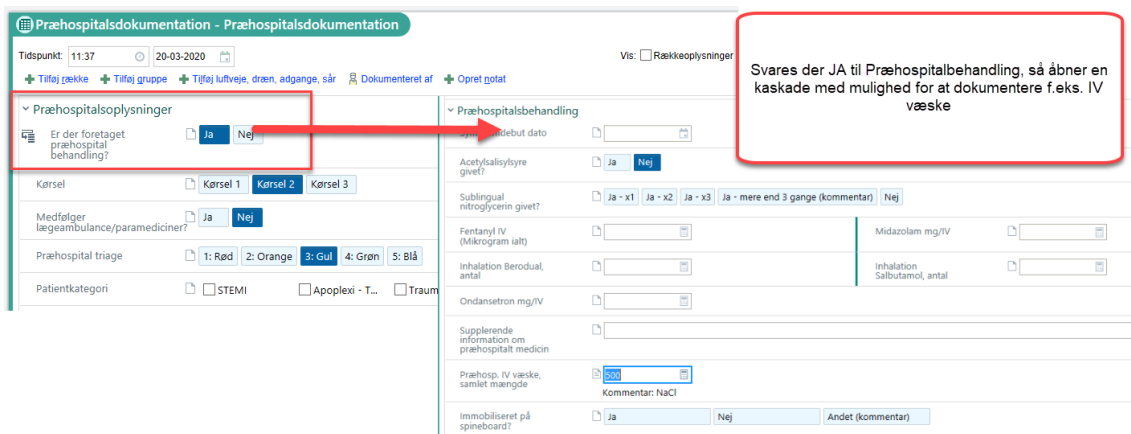 Præhospitalsdokumentation - Præhospitalsdokumentation
Tidspunkt: 11:37 20-03-2020 Vis: Rækkeoplysninger
Tilføj række Tilføj gruppe Tilføj luftveje, dræn, adgange, sår Dokumenteret af Opret notat
Svares der JA til Præhospitalbehandling, så åbner en
kaskade med mulighed for at dokumentere f.eks. IV
væske
Præhospitalsoplysninger
Er der foretaget
præhospital
behandling?
Ja Nej
Kørsel Kørsel 1 Kørsel 2 Kørsel 3
Medfølger
lægeambulance/paramediciner?
Ja Nej
Præhospital triage 1: Rød 2: Orange 3: Gul 4: Grøn 5: Blå
Patientkategori STEMI Apoplexi - T... Traum
Præhospitalsbehandling
debut dato
Acetylsalisylsyre
givet?
Ja Nej
Sublingual
nitroglycerin givet?
Ja - x1 Ja - x2 Ja - x3 Ja - mere end 3 gange (kommentar) Nej
Fentanyl IV
(Mikrogram ialt)
Midazolam mg/IV
Inhalation Berodual,
antal
Inhalation
Salbutamol, antal
Ondansetron mg/IV
Supplerende
information om
præhospitalt medicin
Præhosp. IV væske,
samlet mængde
500
Kommentar: NaCl
Immobiliseret på
spineboard?
Ja Nej Andet (kommentar)